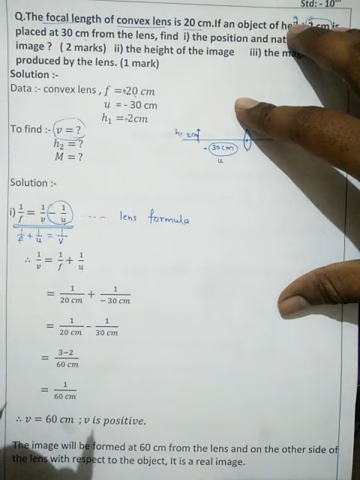 Std:- 10th
Q.The focal length of convex lens is 20 cm.If an object of
placed at 30 cm from the lens, find i) the position and
image ? ( 2 marks) ii) the height of the image iii) the
produced by the lens. (1 mark)
Solution :-
Data :- convex lens , f = +20 cm
u = - 30 cm
h₁ = 2cm
To find :- v = ?
h₂ = ?
M = ?
h₁ 2cm
- 30 cm
u
Solution :-
i) 1/f = 1/v - 1/u ---- lens formula
1/f + 1/u = 1/v
∴ 1/v = 1/f + 1/u
= 1/20 cm + 1/- 30 cm
= 1/20 cm - 1/30 cm
= 3-2/60 cm
= 1/60 cm
∴ v = 60 cm ; v is positive.
The image will be formed at 60 cm from the lens and on the other side of
the lens with respect to the object, It is a real image.